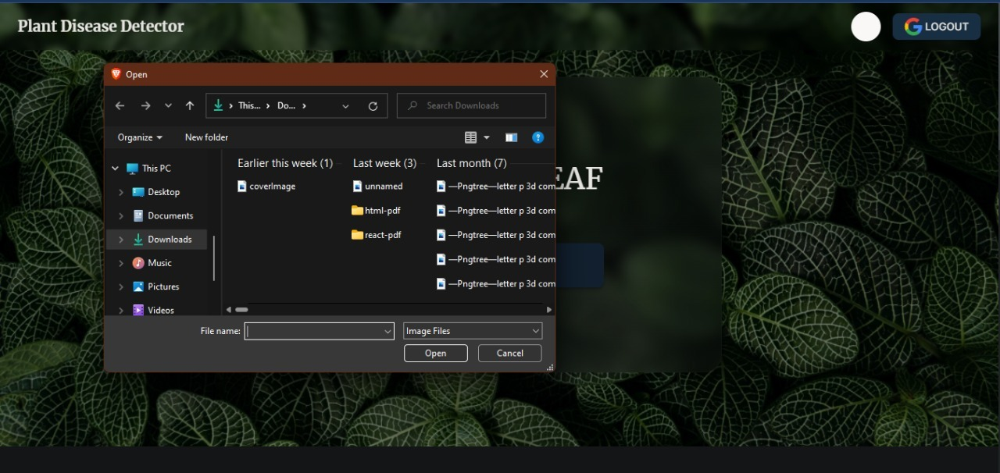 Plant Disease Detector
LOGOUT
Open
This... Do...
Search Downloads
Organize
New folder
?
This PC
Desktop
Documents
Downloads
Music
Pictures
Videos
Earlier this week (1)
coverImage
Last week (3)
unnamed
html-pdf
react-pdf
Last month (7)
—Pngtree—letter p 3d com
—Pngtree—letter p 3d com
—Pngtree—letter p 3d com
—Pngtree—letter p 3d com
—Pngtree—letter p 3d com
EAF
File name:
Image Files
Open
Cancel